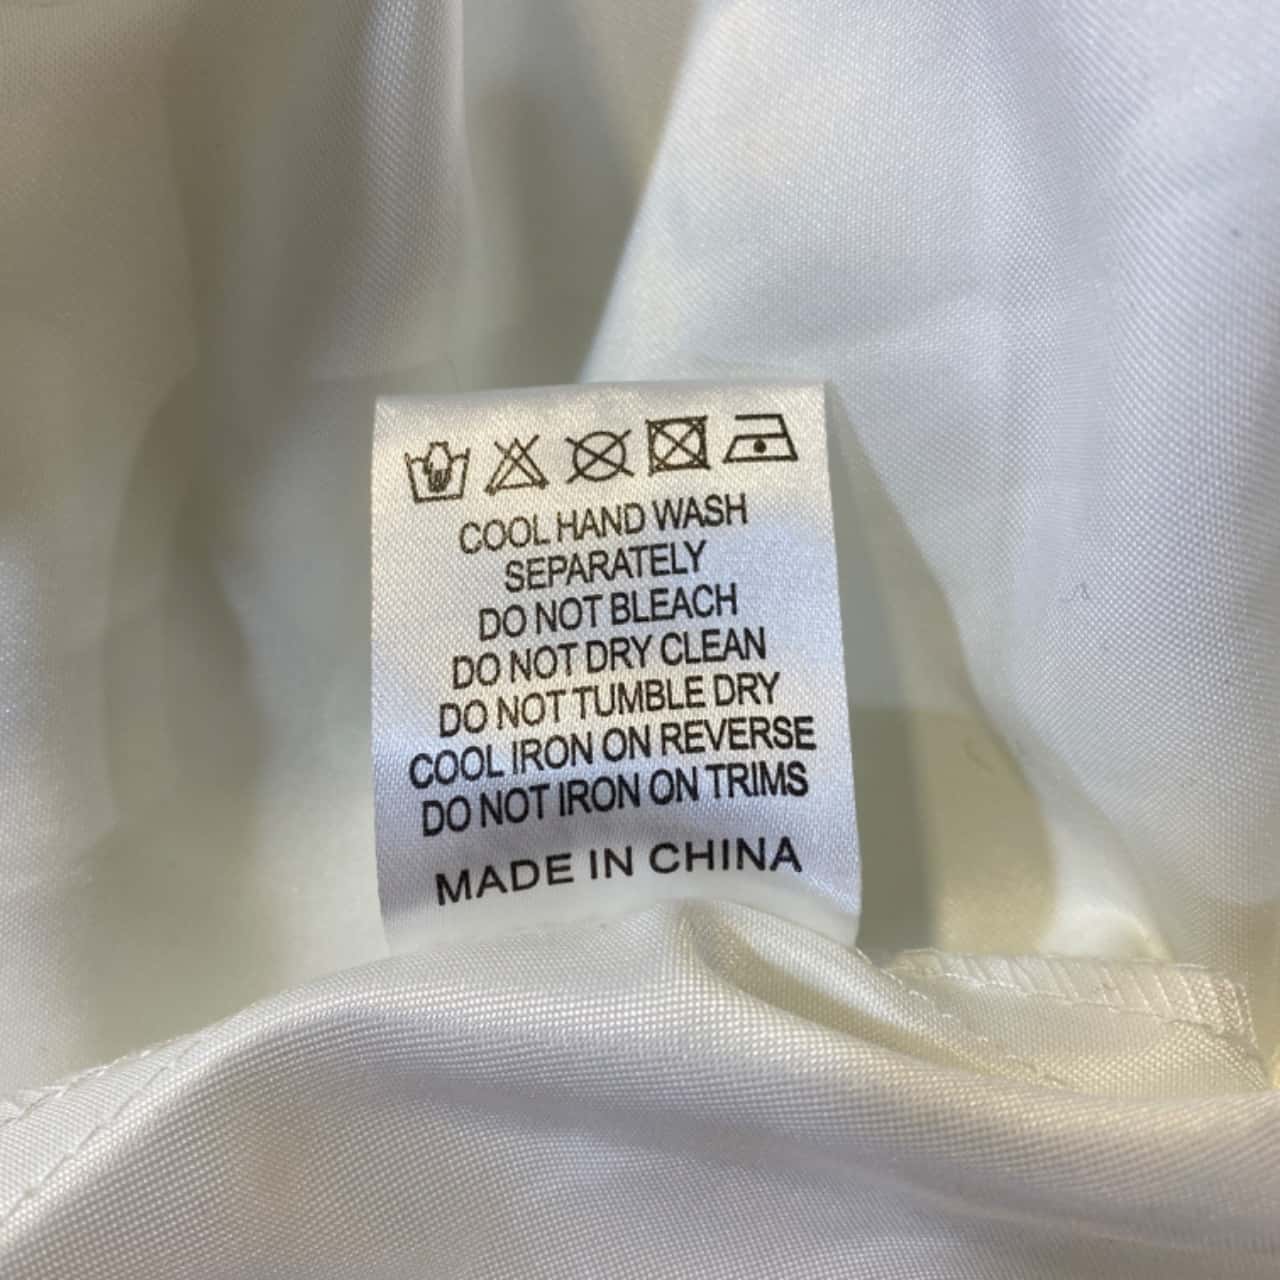 COOL HAND WASH
SEPARATELY
DO NOT BLEACH
DO NOT DRY CLEAN
DO NOT TUMBLE DRY
COOL IRON ON REVERSE
DO NOT IRON ON TRIMS
MADE IN CHINA